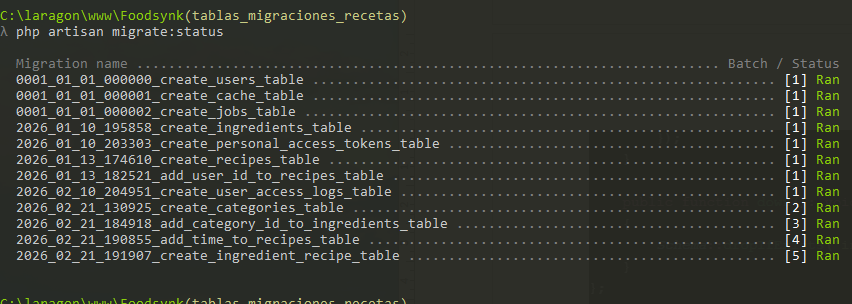 C:\laragon\www\Foodsynk(tablas_migraciones_recetas)
λ php artisan migrate:status
Migration name ........................................................................... Batch / Status
0001_01_01_000000_create_users_table .......................................................... [1] Ran
0001_01_01_000001_create_cache_table .......................................................... [1] Ran
0001_01_01_000002_create_jobs_table ........................................................... [1] Ran
2026_01_10_195858_create_ingredients_table .................................................... [1] Ran
2026_01_10_203303_create_personal_access_tokens_table ......................................... [1] Ran
2026_01_13_174610_create_recipes_table ........................................................ [1] Ran
2026_01_13_182521_add_user_id_to_recipes_table ................................................ [1] Ran
2026_02_10_204951_create_user_access_logs_table ............................................... [1] Ran
2026_02_21_130925_create_categories_table ..................................................... [2] Ran
2026_02_21_184918_add_category_id_to_ingredients_table ........................................ [3] Ran
2026_02_21_190855_add_time_to_recipes_table ................................................... [4] Ran
2026_02_21_191907_create_ingredient_recipe_table .............................................. [5] Ran
C:\laragon\www\Foodsynk(tablas_migraciones_recetas)